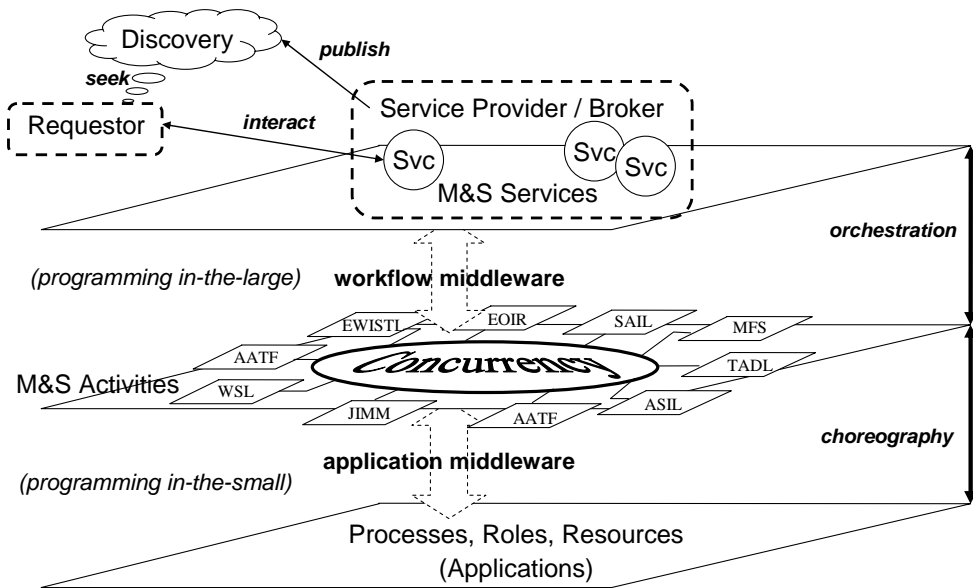 Discovery
publish
seek
Service Provider / Broker
Requestor
interact
Svc
Svc
Svc
M&S Services
orchestration
(programming in-the-large)
workflow middleware
EWISTL
EOIR
SAIL
MFS
AATF
Concurrency
TADL
M&S Activities
WSL
JIMM
AATF
ASIL
choreography
application middleware
(programming in-the-small)
Processes, Roles, Resources
(Applications)